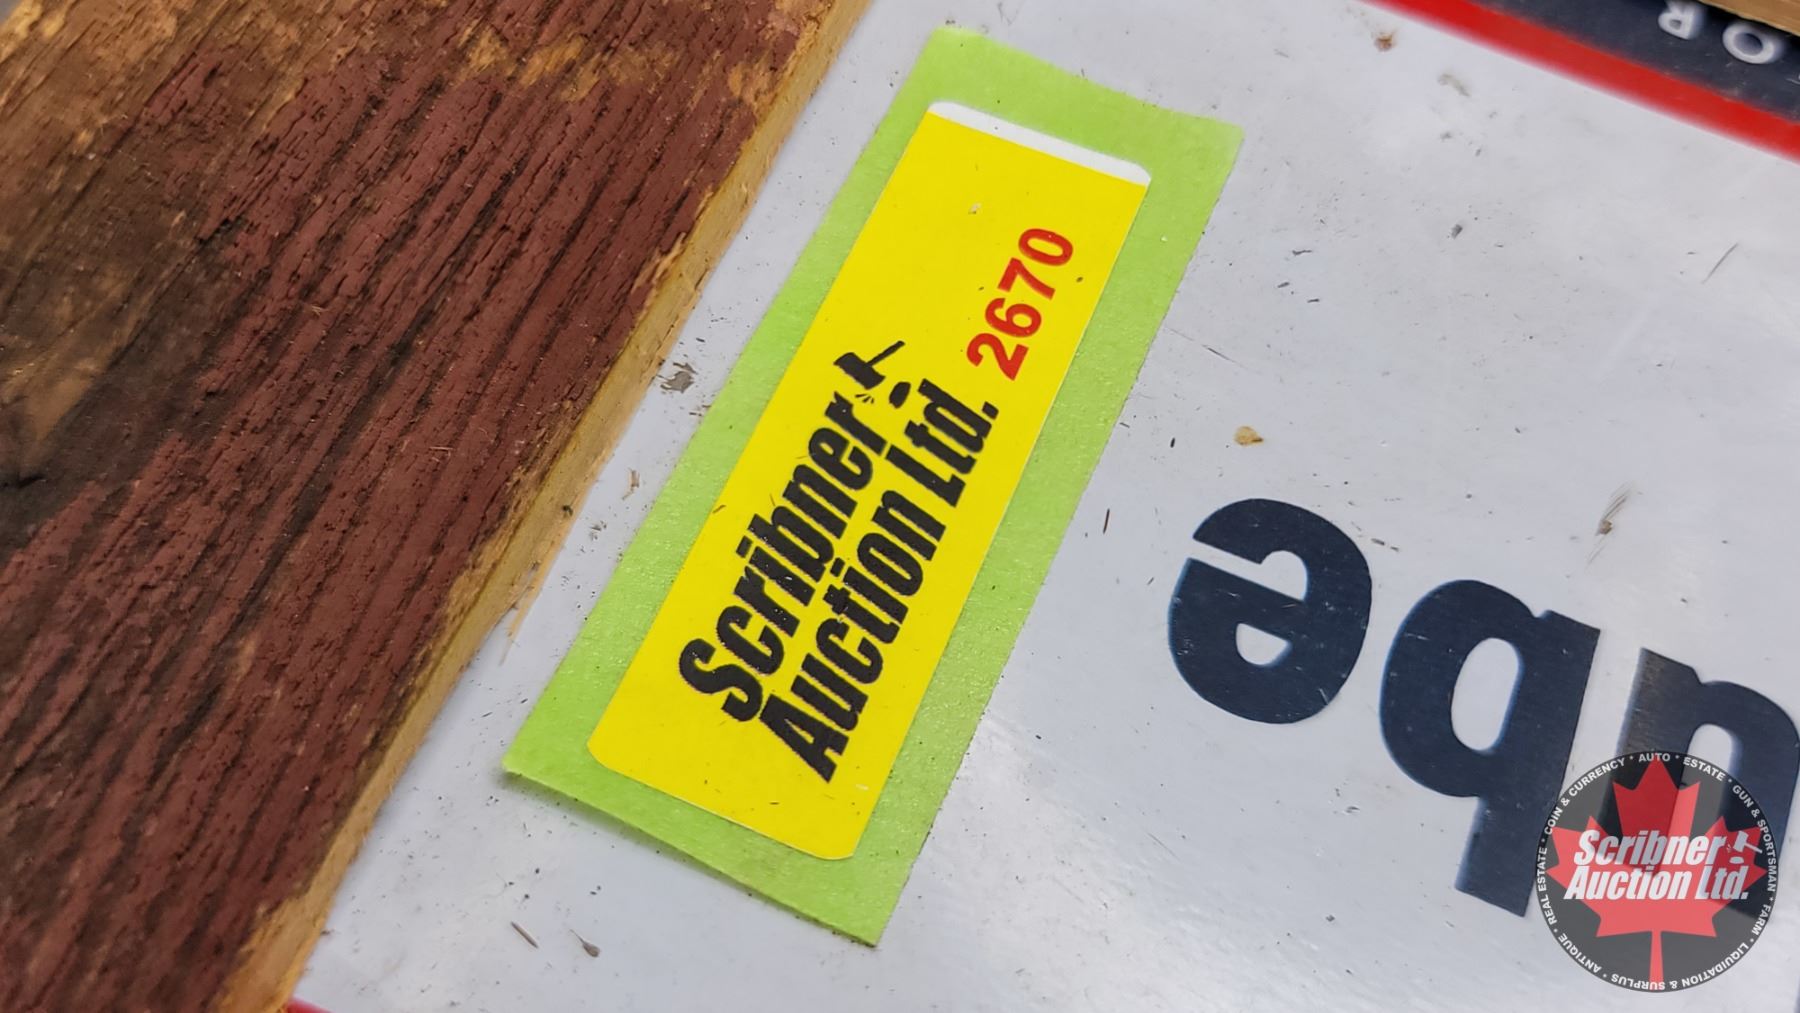 Scribner
Auction Ltd. 2670
OR
COIN & CURRENCY * AUTO * ESTATE * GUN & SPORTSMAN * FARM * LIQUIDATION & SURPLUS * ANTIQUE * REAL ESTATE *
Scribner
Auction Ltd.